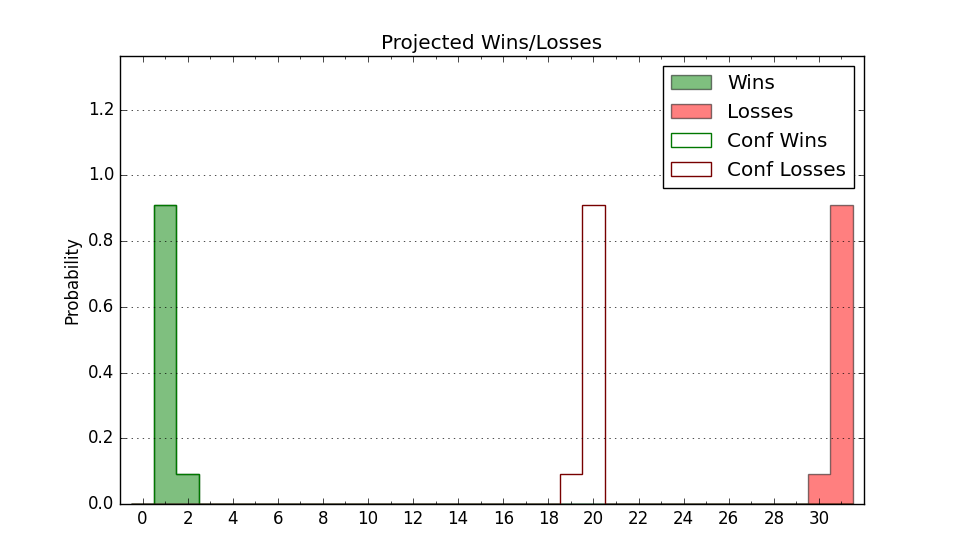 Projected Wins/Losses
Wins
Losses
Conf Wins
Conf Losses
Probability
1.2
1.0
0.8
0.6
0.4
0.2
0.0
0 2 4 6 8 10 12 14 16 18 20 22 24 26 28 30